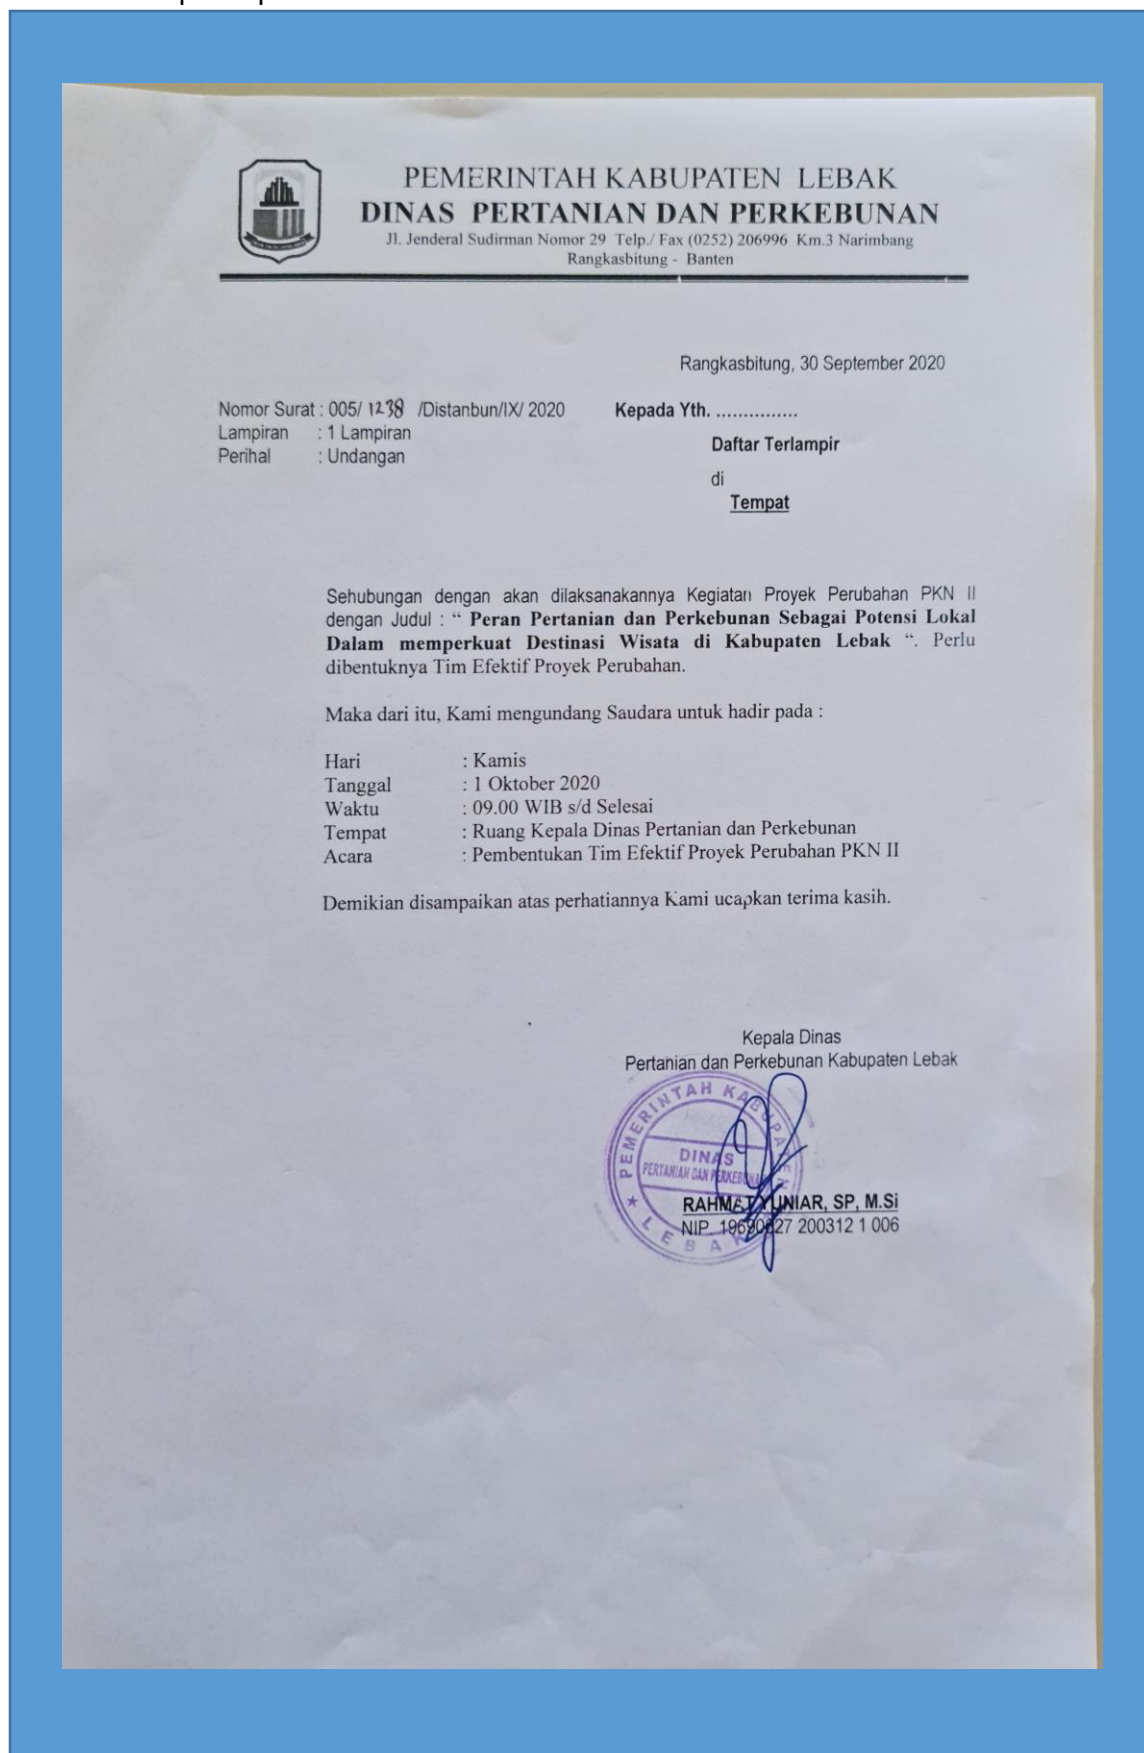 PEMERINTAH KABUPATEN LEBAK
DINAS PERTANIAN DAN PERKEBUNAN
Jl. Jenderal Sudirman Nomor 29 Telp./ Fax (0252) 206996 Km.3 Narimbang
Rangkasbitung - Banten
Rangkasbitung, 30 September 2020
Nomor Surat : 005/ 1238 /Distanbun/IX/ 2020
Lampiran : 1 Lampiran
Perihal : Undangan
Kepada Yth. ...............
Daftar Terlampir
di
Tempat
Sehubungan dengan akan dilaksanakannya Kegiatan Proyek Perubahan PKN II
dengan Judul : “ Peran Pertanian dan Perkebunan Sebagai Potensi Lokal
Dalam memperkuat Destinasi Wisata di Kabupaten Lebak “. Perlu
dibentuknya Tim Efektif Proyek Perubahan.
Maka dari itu, Kami mengundang Saudara untuk hadir pada :
Hari : Kamis
Tanggal : 1 Oktober 2020
Waktu : 09.00 WIB s/d Selesai
Tempat : Ruang Kepala Dinas Pertanian dan Perkebunan
Acara : Pembentukan Tim Efektif Proyek Perubahan PKN II
Demikian disampaikan atas perhatiannya Kami ucapkan terima kasih.
Kepala Dinas
Pertanian dan Perkebunan Kabupaten Lebak
PEMERINTAH KABUPATEN
DINAS
PERTANIAN DAN PERKEBUNAN
LEBAK
RAHMAT YUNIAR, SP, M.Si
NIP 19690627 200312 1 006